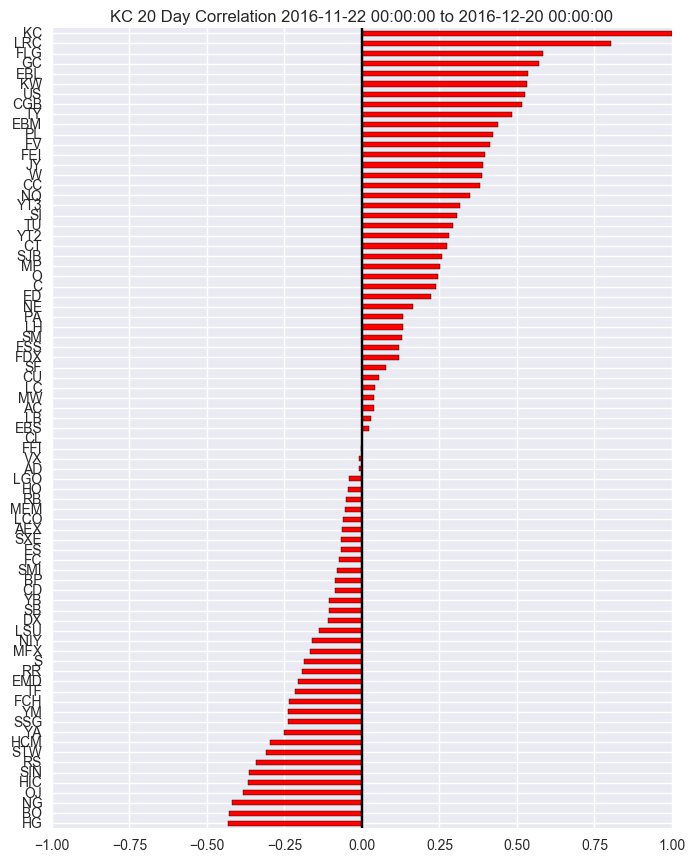 KC 20 Day Correlation 2016-11-22 00:00:00 to 2016-12-20 00:00:00
KC
LRC
FLG
GC
EBL
KW
US
CGB
TY
EBM
PL
FV
FEI
JY
W
CC
NQ
YT3
SI
TU
YT2
CT
SJB
MP
O
C
ED
NE
PA
LH
SM
ESS
FDX
SF
CU
LC
MW
AC
LB
EBS
CL
FFI
VX
AD
LGO
HO
RB
MEM
LCO
AEX
SXE
ES
FC
SMI
BP
CD
YB
SB
DX
LSU
NIY
MFX
S
RR
EMD
TF
FCH
YM
SSG
YA
HCM
STW
RS
SIN
HIC
OJ
NG
BO
HG
−1.00 −0.75 −0.50 −0.25 0.00 0.25 0.50 0.75 1.00